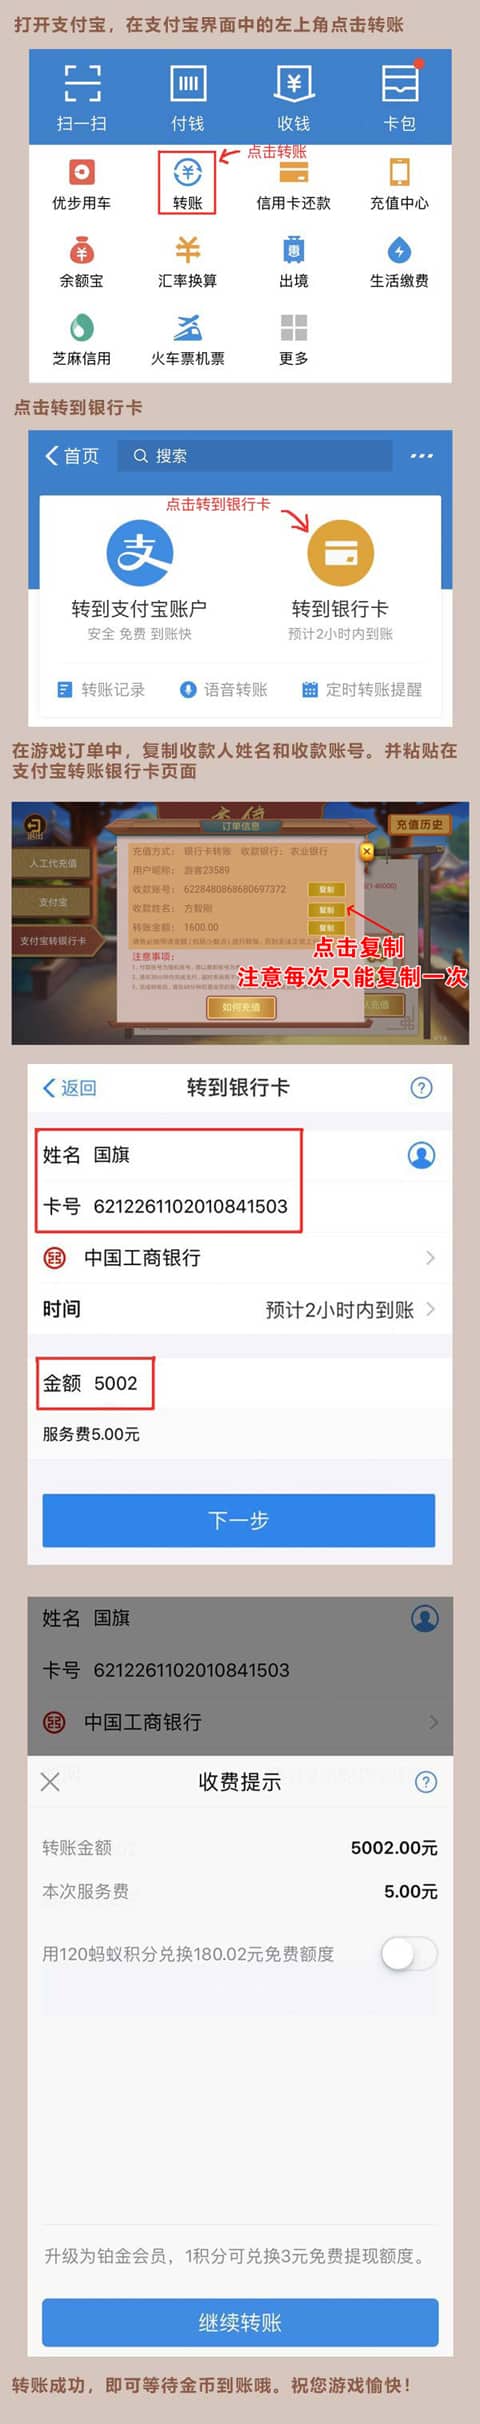 打开支付宝，在支付宝界面中的左上角点击转账
扫一扫 付钱 收钱 卡包
点击转账
优步用车 转账 信用卡还款 充值中心
余额宝 汇率换算 出境 生活缴费
芝麻信用 火车票机票 更多
点击转到银行卡
首页 搜索
点击转到银行卡
转到支付宝账户 转到银行卡
安全 免费 到账快 预计2小时内到账
转账记录 语音转账 定时转账提醒
在游戏订单中，复制收款人姓名和收款账号。并粘贴在
支付宝转账银行卡页面
订单信息
充值历史
人工代充值
支付宝
支付宝转银行卡
充值方式： 银行卡转账 收款银行： 农业银行
用户昵称： 游客23589
收款账号： 6228480868680697372 复制
收款姓名： 方智刚 复制
转账金额： 1600.00 复制
注意事项：
如何充值
点击复制
注意每次只能复制一次
返回 转到银行卡
姓名 国旗
卡号 6212261102010841503
中国工商银行
时间 预计2小时内到账
金额 5002
服务费5.00元
下一步
姓名 国旗
卡号 6212261102010841503
中国工商银行
收费提示
转账金额 5002.00元
本次服务费 5.00元
用120蚂蚁积分兑换180.02元免费额度
升级为铂金会员，1积分可兑换3元免费提现额度。
继续转账
转账成功，即可等待金币到账哦。祝您游戏愉快！